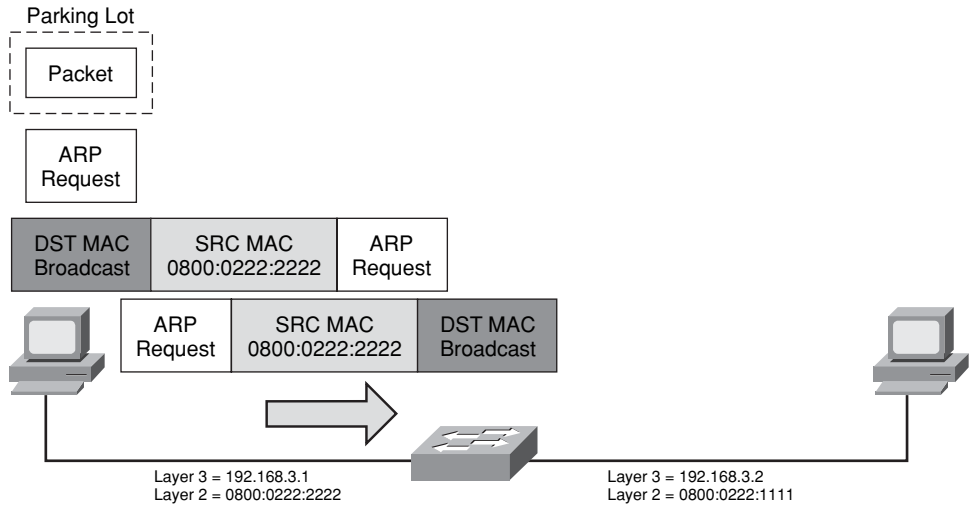 Parking Lot
Packet
ARP
Request
DST MAC
Broadcast
SRC MAC
0800:0222:2222
ARP
Request
ARP
Request
SRC MAC
0800:0222:2222
DST MAC
Broadcast
Layer 3 = 192.168.3.1
Layer 2 = 0800:0222:2222
Layer 3 = 192.168.3.2
Layer 2 = 0800:0222:1111